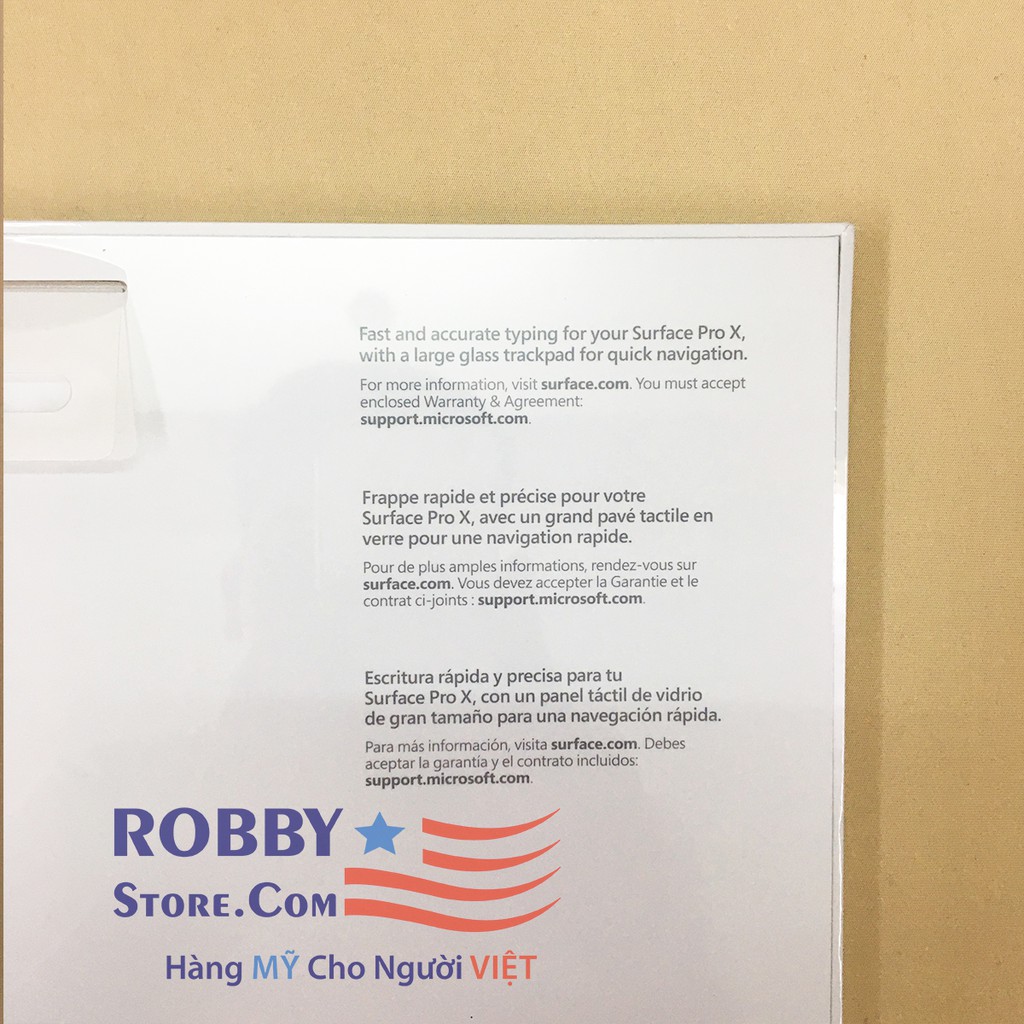 Fast and accurate typing for your Surface Pro X,
with a large glass trackpad for quick navigation.
For more information, visit surface.com. You must accept
enclosed Warranty & Agreement:
support.microsoft.com.
Frappe rapide et précise pour votre
Surface Pro X, avec un grand pavé tactile en
verre pour une navigation rapide.
Pour de plus amples informations, rendez-vous sur
surface.com. Vous devez accepter la Garantie et le
contrat ci-joints : support.microsoft.com.
Escritura rápida y precisa para tu
Surface Pro X, con un panel táctil de vidrio
de gran tamaño para una navegación rápida.
Para más información, visita surface.com. Debes
aceptar la garantía y el contrato incluidos:
support.microsoft.com.
ROBBY
STORE.COM
Hàng MỸ Cho Người VIỆT